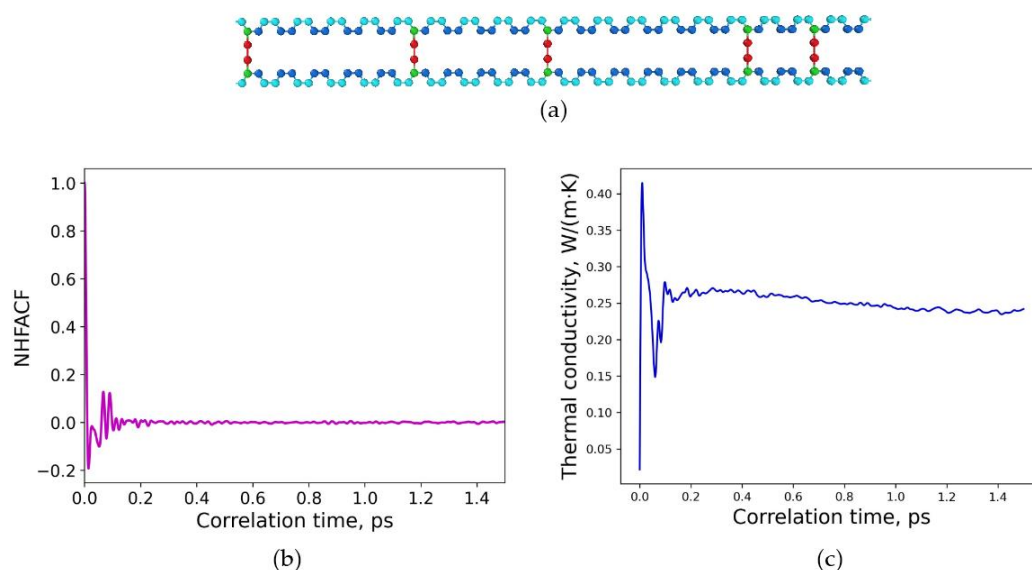 (a)
NHFACF
1.0
0.8
0.6
0.4
0.2
0.0
−0.2
0.0 0.2 0.4 0.6 0.8 1.0 1.2 1.4
Correlation time, ps
(b)
Thermal conductivity, W/(m·K)
0.40
0.35
0.30
0.25
0.20
0.15
0.10
0.05
0.0 0.2 0.4 0.6 0.8 1.0 1.2 1.4
Correlation time, ps
(c)